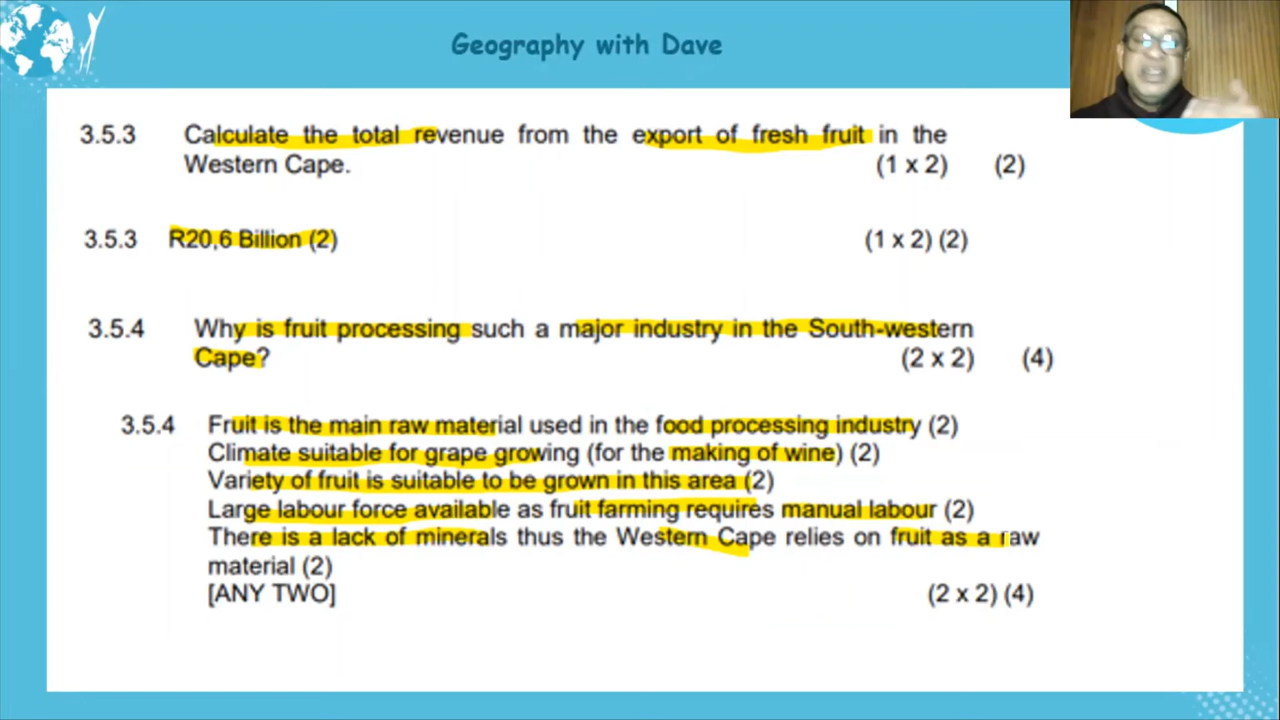 Geography with Dave
3.5.3 Calculate the total revenue from the export of fresh fruit in the
Western Cape. (1 x 2) (2)
3.5.3 R20,6 Billion (2) (1 x 2) (2)
3.5.4 Why is fruit processing such a major industry in the South-western
Cape? (2 x 2) (4)
3.5.4 Fruit is the main raw material used in the food processing industry (2)
Climate suitable for grape growing (for the making of wine) (2)
Variety of fruit is suitable to be grown in this area (2)
Large labour force available as fruit farming requires manual labour (2)
There is a lack of minerals thus the Western Cape relies on fruit as a raw
material (2)
[ANY TWO] (2 x 2) (4)